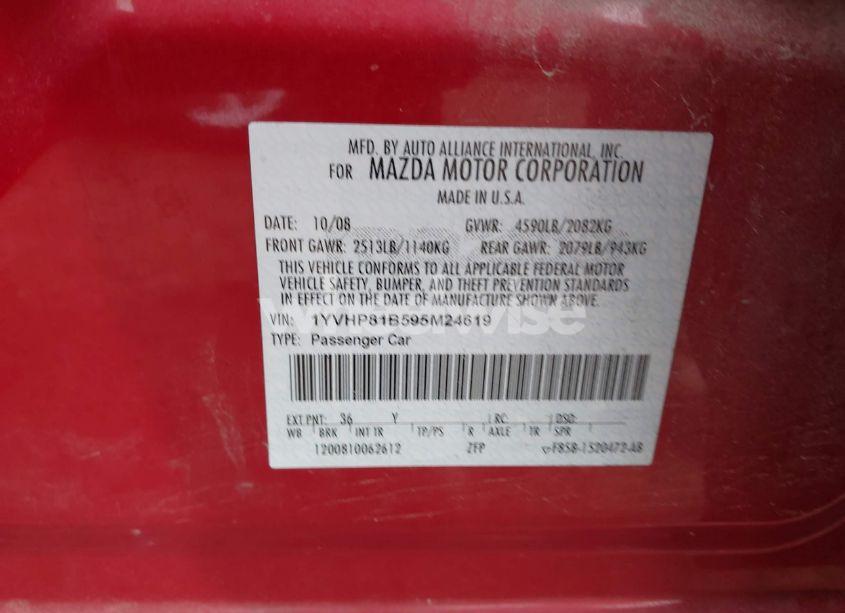 MFD. BY AUTO ALLIANCE INTERNATIONAL, INC.
FOR MAZDA MOTOR CORPORATION
MADE IN U.S.A.
DATE: 10/08 GVWR: 4590LB/2082KG
FRONT GAWR: 2513LB/1140KG REAR GAWR: 2079LB/943KG
THIS VEHICLE CONFORMS TO ALL APPLICABLE FEDERAL MOTOR
VEHICLE SAFETY, BUMPER, AND THEFT PREVENTION STANDARDS
IN EFFECT ON THE DATE OF MANUFACTURE SHOWN ABOVE.
VIN: 1YVHP81B595M24619
TYPE: Passenger Car
EXT PNT: 36 Y RC: DSO:
WB BRK INT TR TP/PS R AXLE TR SPR
1200810062612 ZFP F85B-1520472-AB